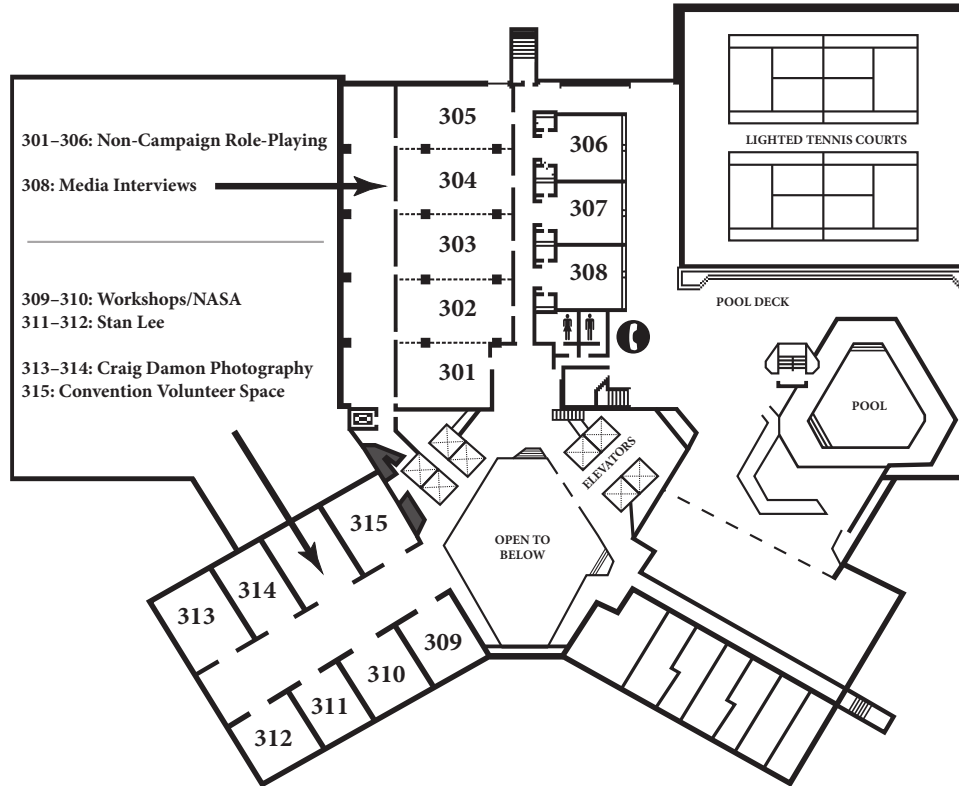 301–306: Non-Campaign Role-Playing
308: Media Interviews
309–310: Workshops/NASA
311–312: Stan Lee
313–314: Craig Damon Photography
315: Convention Volunteer Space
305
304
303
302
301
306
307
308
LIGHTED TENNIS COURTS
POOL DECK
POOL
ELEVATORS
OPEN TO
BELOW
315
314
313
309
310
311
312